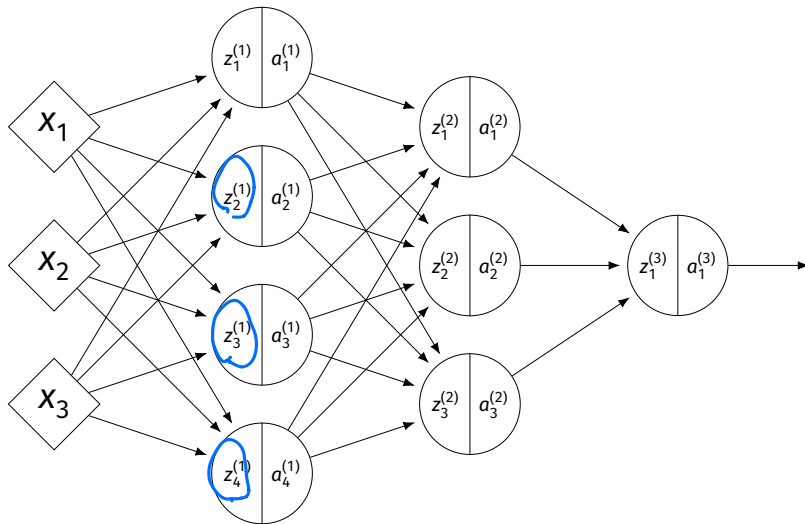 x₁
x₂
x₃
z₁⁽¹⁾ a₁⁽¹⁾
z₂⁽¹⁾ a₂⁽¹⁾
z₃⁽¹⁾ a₃⁽¹⁾
z₄⁽¹⁾ a₄⁽¹⁾
z₁⁽²⁾ a₁⁽²⁾
z₂⁽²⁾ a₂⁽²⁾
z₃⁽²⁾ a₃⁽²⁾
z₁⁽³⁾ a₁⁽³⁾